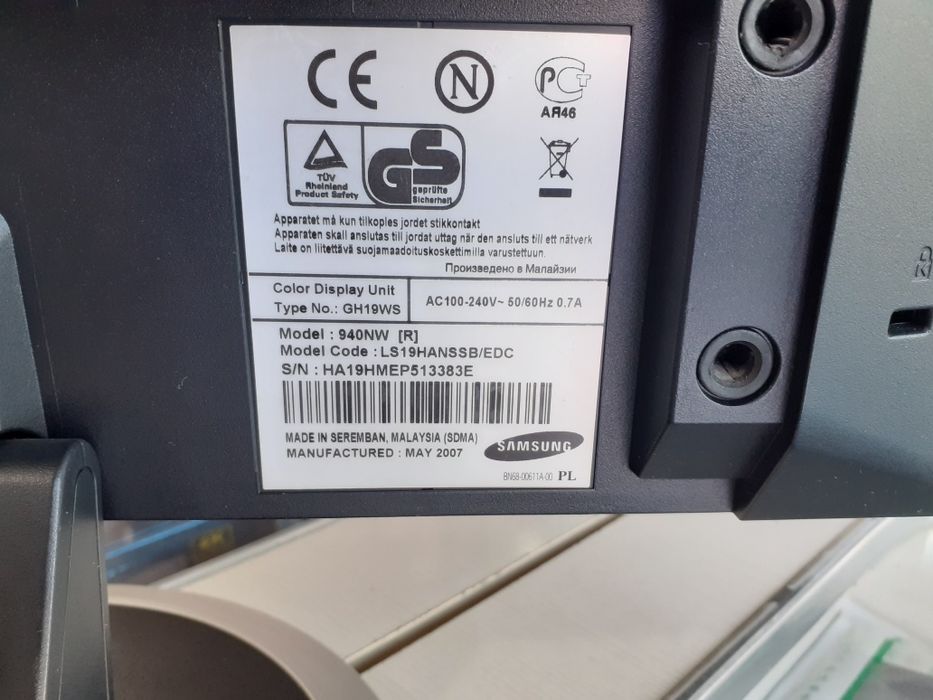 CE N PCT
АЯ46
TÜV
Rheinland
Product Safety
GS
geprüfte
Sicherheit
Apparatet må kun tilkoples jordet stikkontakt
Apparaten skall anslutas till jordat uttag när den ansluts till ett nätverk
Laite on liitettävä suojamaadoituskoskettimilla varustettuun.
Произведено в Малайзии
Color Display Unit
Type No.: GH19WS
AC100-240V~ 50/60Hz 0.7A
Model : 940NW [R]
Model Code : LS19HANSSB/EDC
S/N : HA19HMEP513383E
MADE IN SEREMBAN, MALAYSIA (SDMA)
MANUFACTURED : MAY 2007
SAMSUNG
BN68-00611A-00 PL